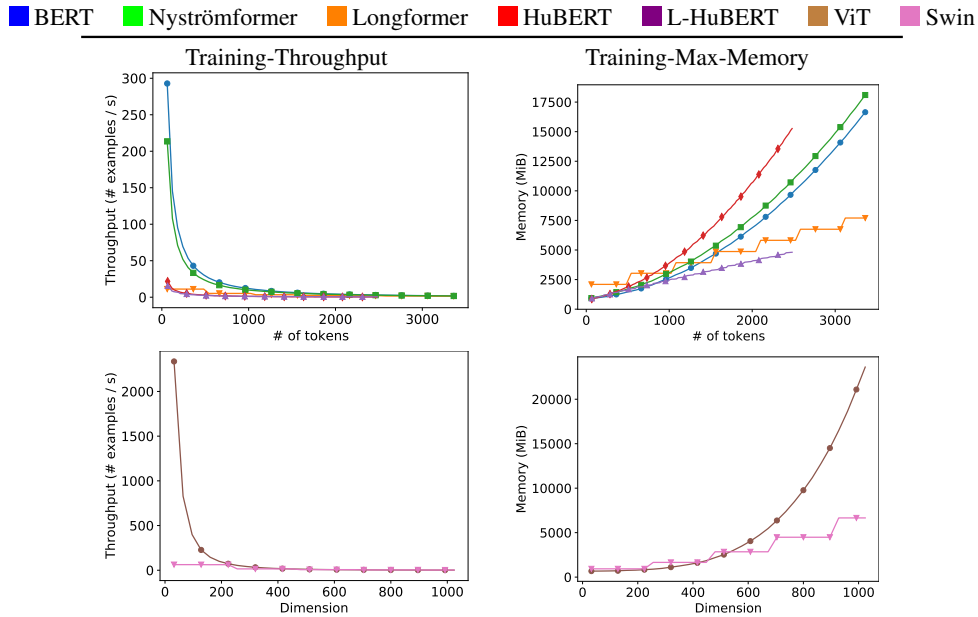 BERT Nyströmformer Longformer HuBERT L-HuBERT ViT Swin
Training-Throughput Training-Max-Memory
Throughput (# examples / s)
300
250
200
150
100
50
0
0 1000 2000 3000
# of tokens
Memory (MiB)
17500
15000
12500
10000
7500
5000
2500
0
0 1000 2000 3000
# of tokens
Throughput (# examples / s)
2000
1500
1000
500
0
0 200 400 600 800 1000
Dimension
Memory (MiB)
20000
15000
10000
5000
0
0 200 400 600 800 1000
Dimension